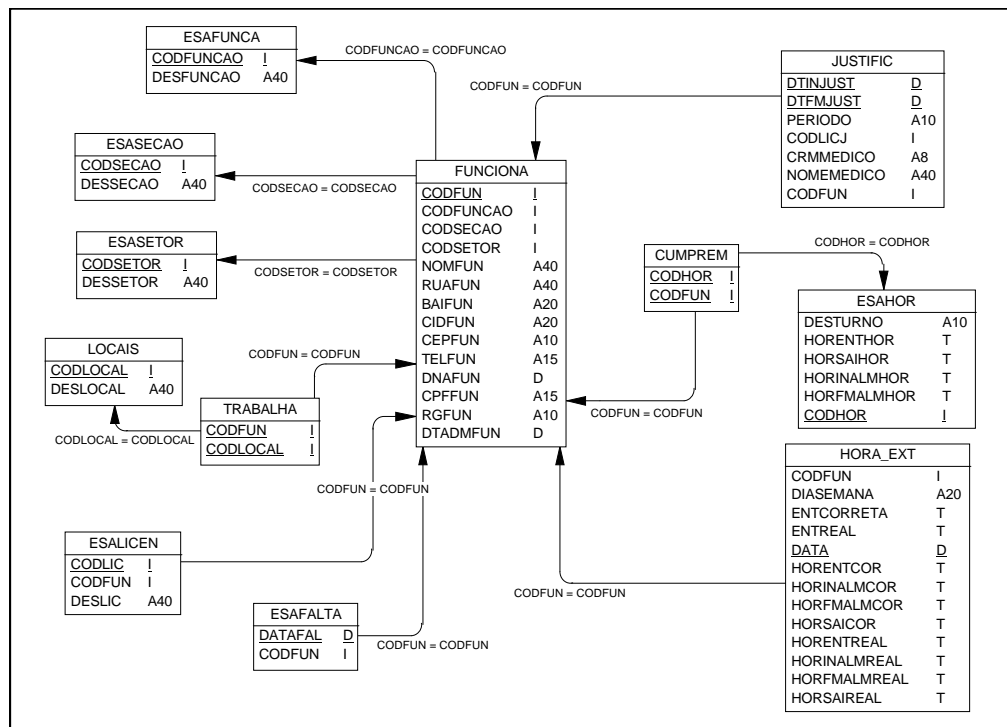 ESAFUNCA
CODFUNCAO I
DESFUNCAO A40
CODFUNCAO = CODFUNCAO
JUSTIFIC
DTINJUST D
DTFMJUST D
PERIODO A10
CODLICJ I
CRMMEDICO A8
NOMEMEDICO A40
CODFUN I
CODFUN = CODFUN
ESASECAO
CODSECAO I
DESSECAO A40
CODSECAO = CODSECAO
FUNCIONA
CODFUN I
CODFUNCAO I
CODSECAO I
CODSETOR I
NOMFUN A40
RUAFUN A40
BAIFUN A20
CIDFUN A20
CEPFUN A10
TELFUN A15
DNAFUN D
CPFFUN A15
RGFUN A10
DTADMFUN D
ESASETOR
CODSETOR I
DESSETOR A40
CODSETOR = CODSETOR
CUMPREM
CODHOR I
CODFUN I
CODHOR = CODHOR
CODFUN = CODFUN
ESAHOR
DESTURNO A10
HORENTHOR T
HORSAIHOR T
HORINALMHOR T
HORFMALMHOR T
CODHOR I
LOCAIS
CODLOCAL I
DESLOCAL A40
CODFUN = CODFUN
TRABALHA
CODFUN I
CODLOCAL I
CODLOCAL = CODLOCAL
CODFUN = CODFUN
HORA_EXT
CODFUN I
DIASEMANA A20
ENTCORRETA T
ENTREAL T
DATA D
HORENTCOR T
HORINALMCOR T
HORFMALMCOR T
HORSAICOR T
HORENTREAL T
HORINALMREAL T
HORFMALMREAL T
HORSAIREAL T
CODFUN = CODFUN
ESALICEN
CODLIC I
CODFUN I
DESLIC A40
ESAFALTA
DATAFAL D
CODFUN I
CODFUN = CODFUN